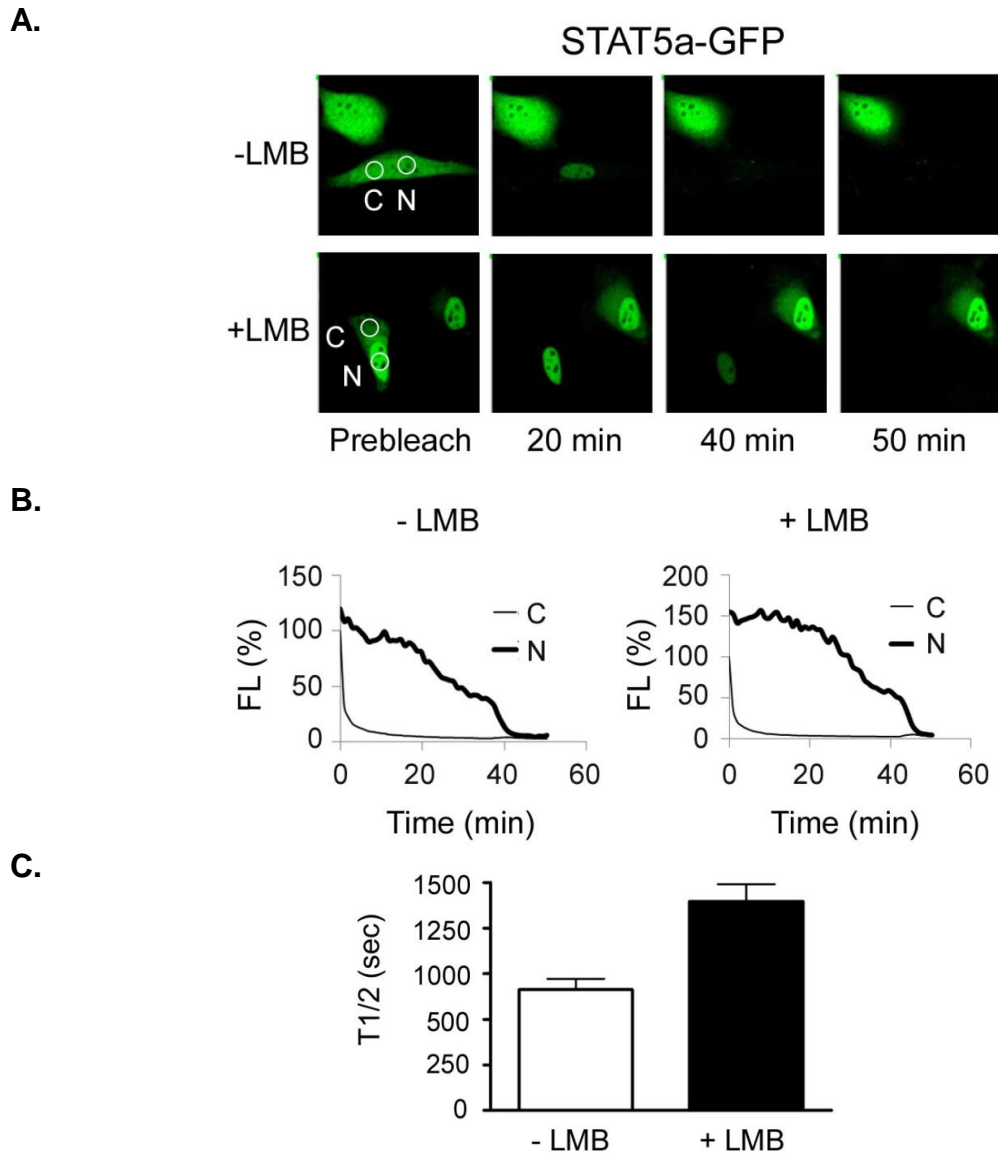 A.
STAT5a-GFP
-LMB
C N
+LMB
C
N
Prebleach 20 min 40 min 50 min
B.
- LMB + LMB
150
100
50
0
FL (%)
C
N
0 20 40 60
Time (min)
200
150
100
50
0
FL (%)
C
N
0 20 40 60
Time (min)
C.
1500
1250
1000
500
250
0
T1/2 (sec)
- LMB + LMB